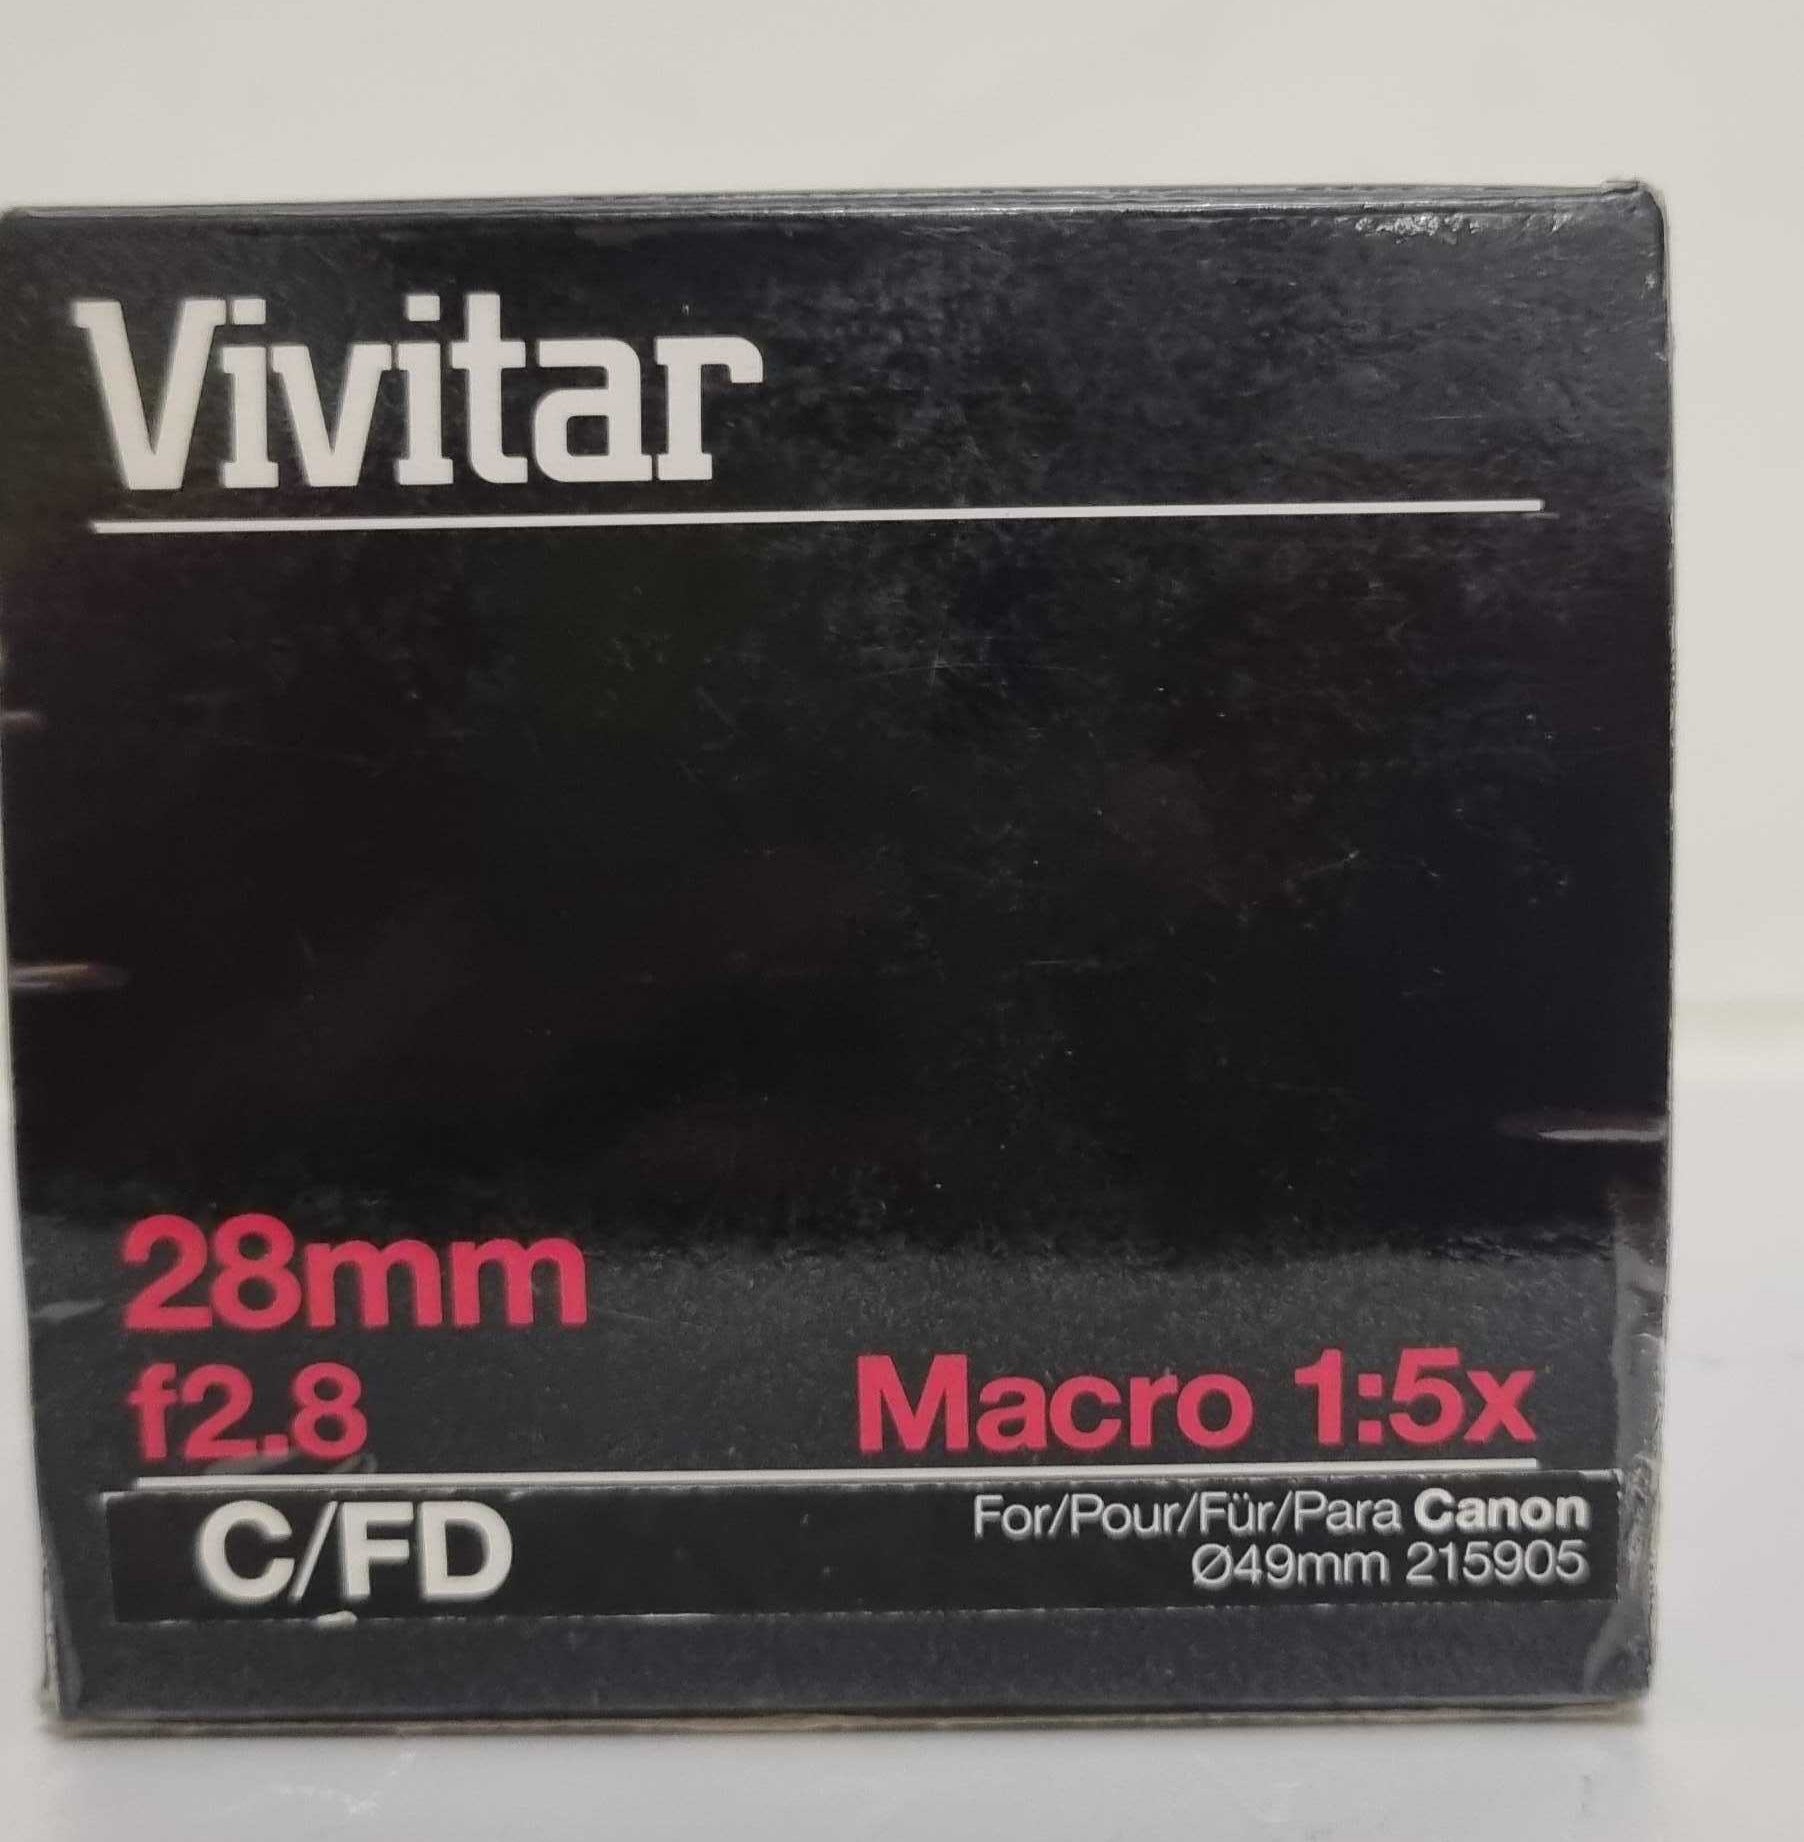 Vivitar
28mm
f2.8
Macro 1:5x
C/FD
For/Pour/Für/Para Canon
Ø49mm 215905